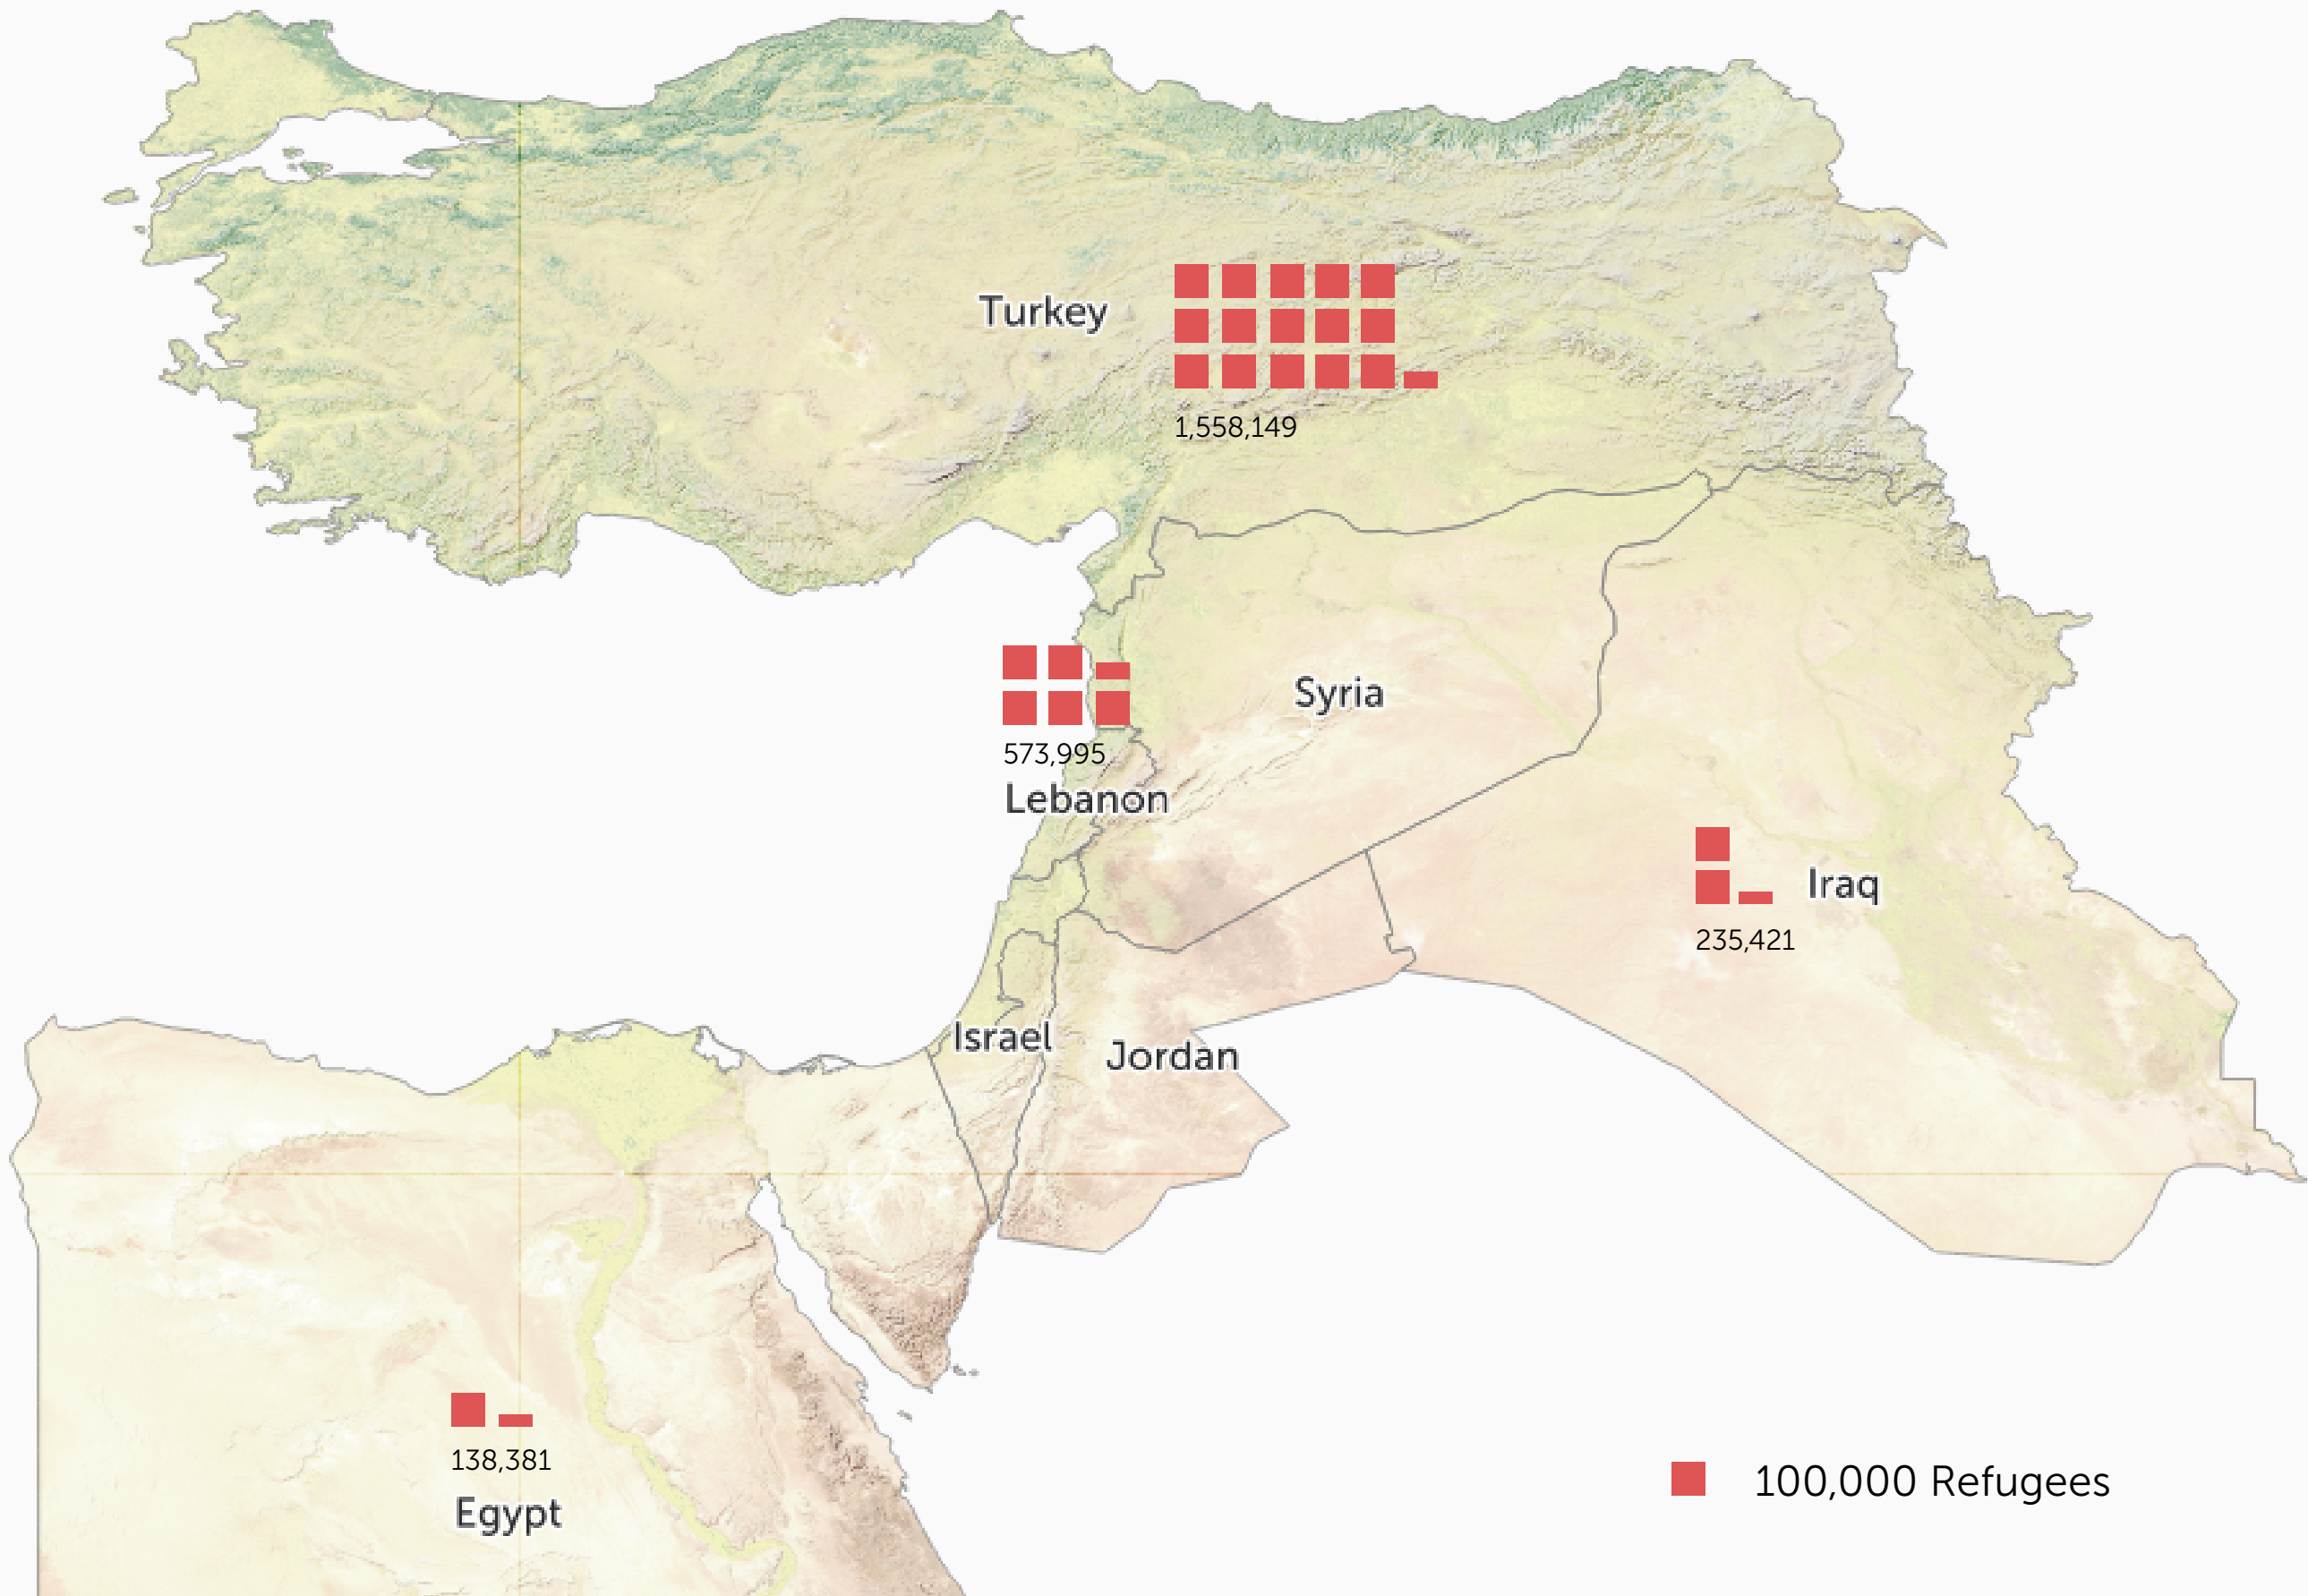 Turkey
1,558,149
Syria
573,995
Lebanon
Iraq
235,421
Israel
Jordan
138,381
Egypt
100,000 Refugees